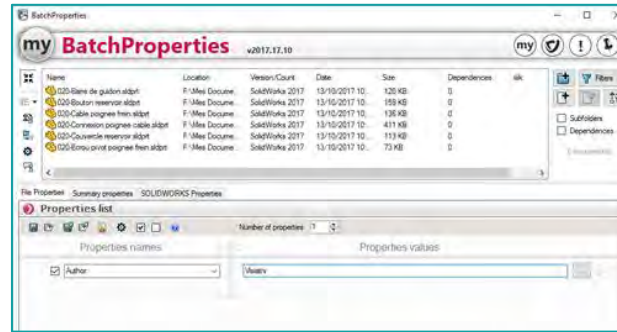 BatchProperties
my BatchProperties v2017.17.10 my
Name Location Version/Count Date Size Dependences
020-Barre de guidon.sldprt F:\Mes Docume... SolidWorks 2017 13/10/2017 10:... 126 KB 0
020-Bouton reservoir.sldprt F:\Mes Docume... SolidWorks 2017 13/10/2017 10:... 159 KB 0
020-Cable poignee frein.sldprt F:\Mes Docume... SolidWorks 2017 13/10/2017 10:... 136 KB 0
020-Connexion poignee cable.sldprt F:\Mes Docume... SolidWorks 2017 13/10/2017 10:... 411 KB 0
020-Couvercle reservoir.sldprt F:\Mes Docume... SolidWorks 2017 13/10/2017 10:... 113 KB 0
020-Ecrou pivot poignee frein.sldprt F:\Mes Docume... SolidWorks 2017 13/10/2017 10:... 73 KB 0
Filters
Subfolders
Dependences
File Properties Summary properties SOLIDWORKS Properties
Properties list
Number of properties 1
Properties names Properties values
Author Visiativ